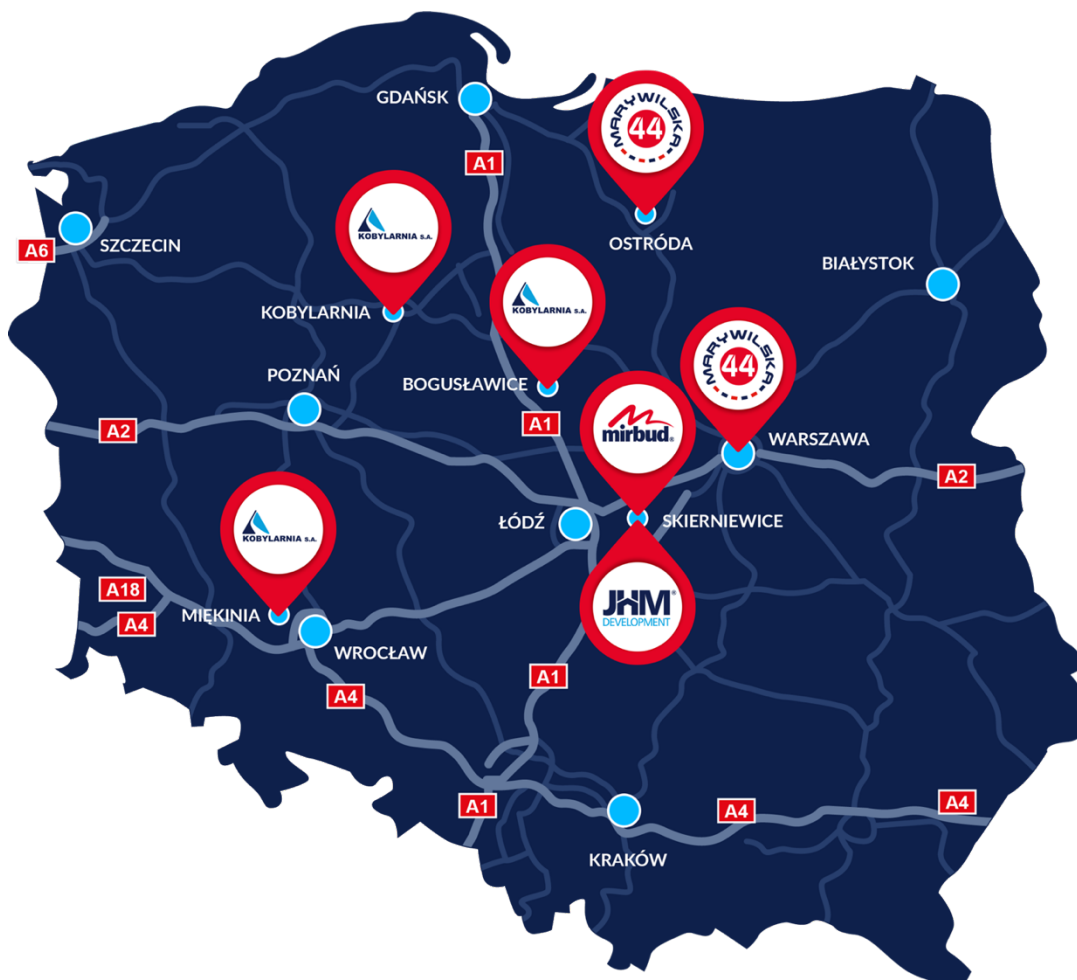 GDAŃSK
MARYWILSKA
44
A1
KOBYLARNIA S.A.
OSTRÓDA
SZCZECIN
A6
BIAŁYSTOK
KOBYLARNIA S.A.
KOBYLARNIA
MARYWILSKA
44
POZNAŃ
BOGUSŁAWICE
A1
A2
mirbud®
WARSZAWA
A2
KOBYLARNIA S.A.
ŁÓDŹ
SKIERNIEWICE
A18
JHM®
DEVELOPMENT
MIĘKINIA
A4
WROCŁAW
A1
A4
A1
A4
A4
KRAKÓW